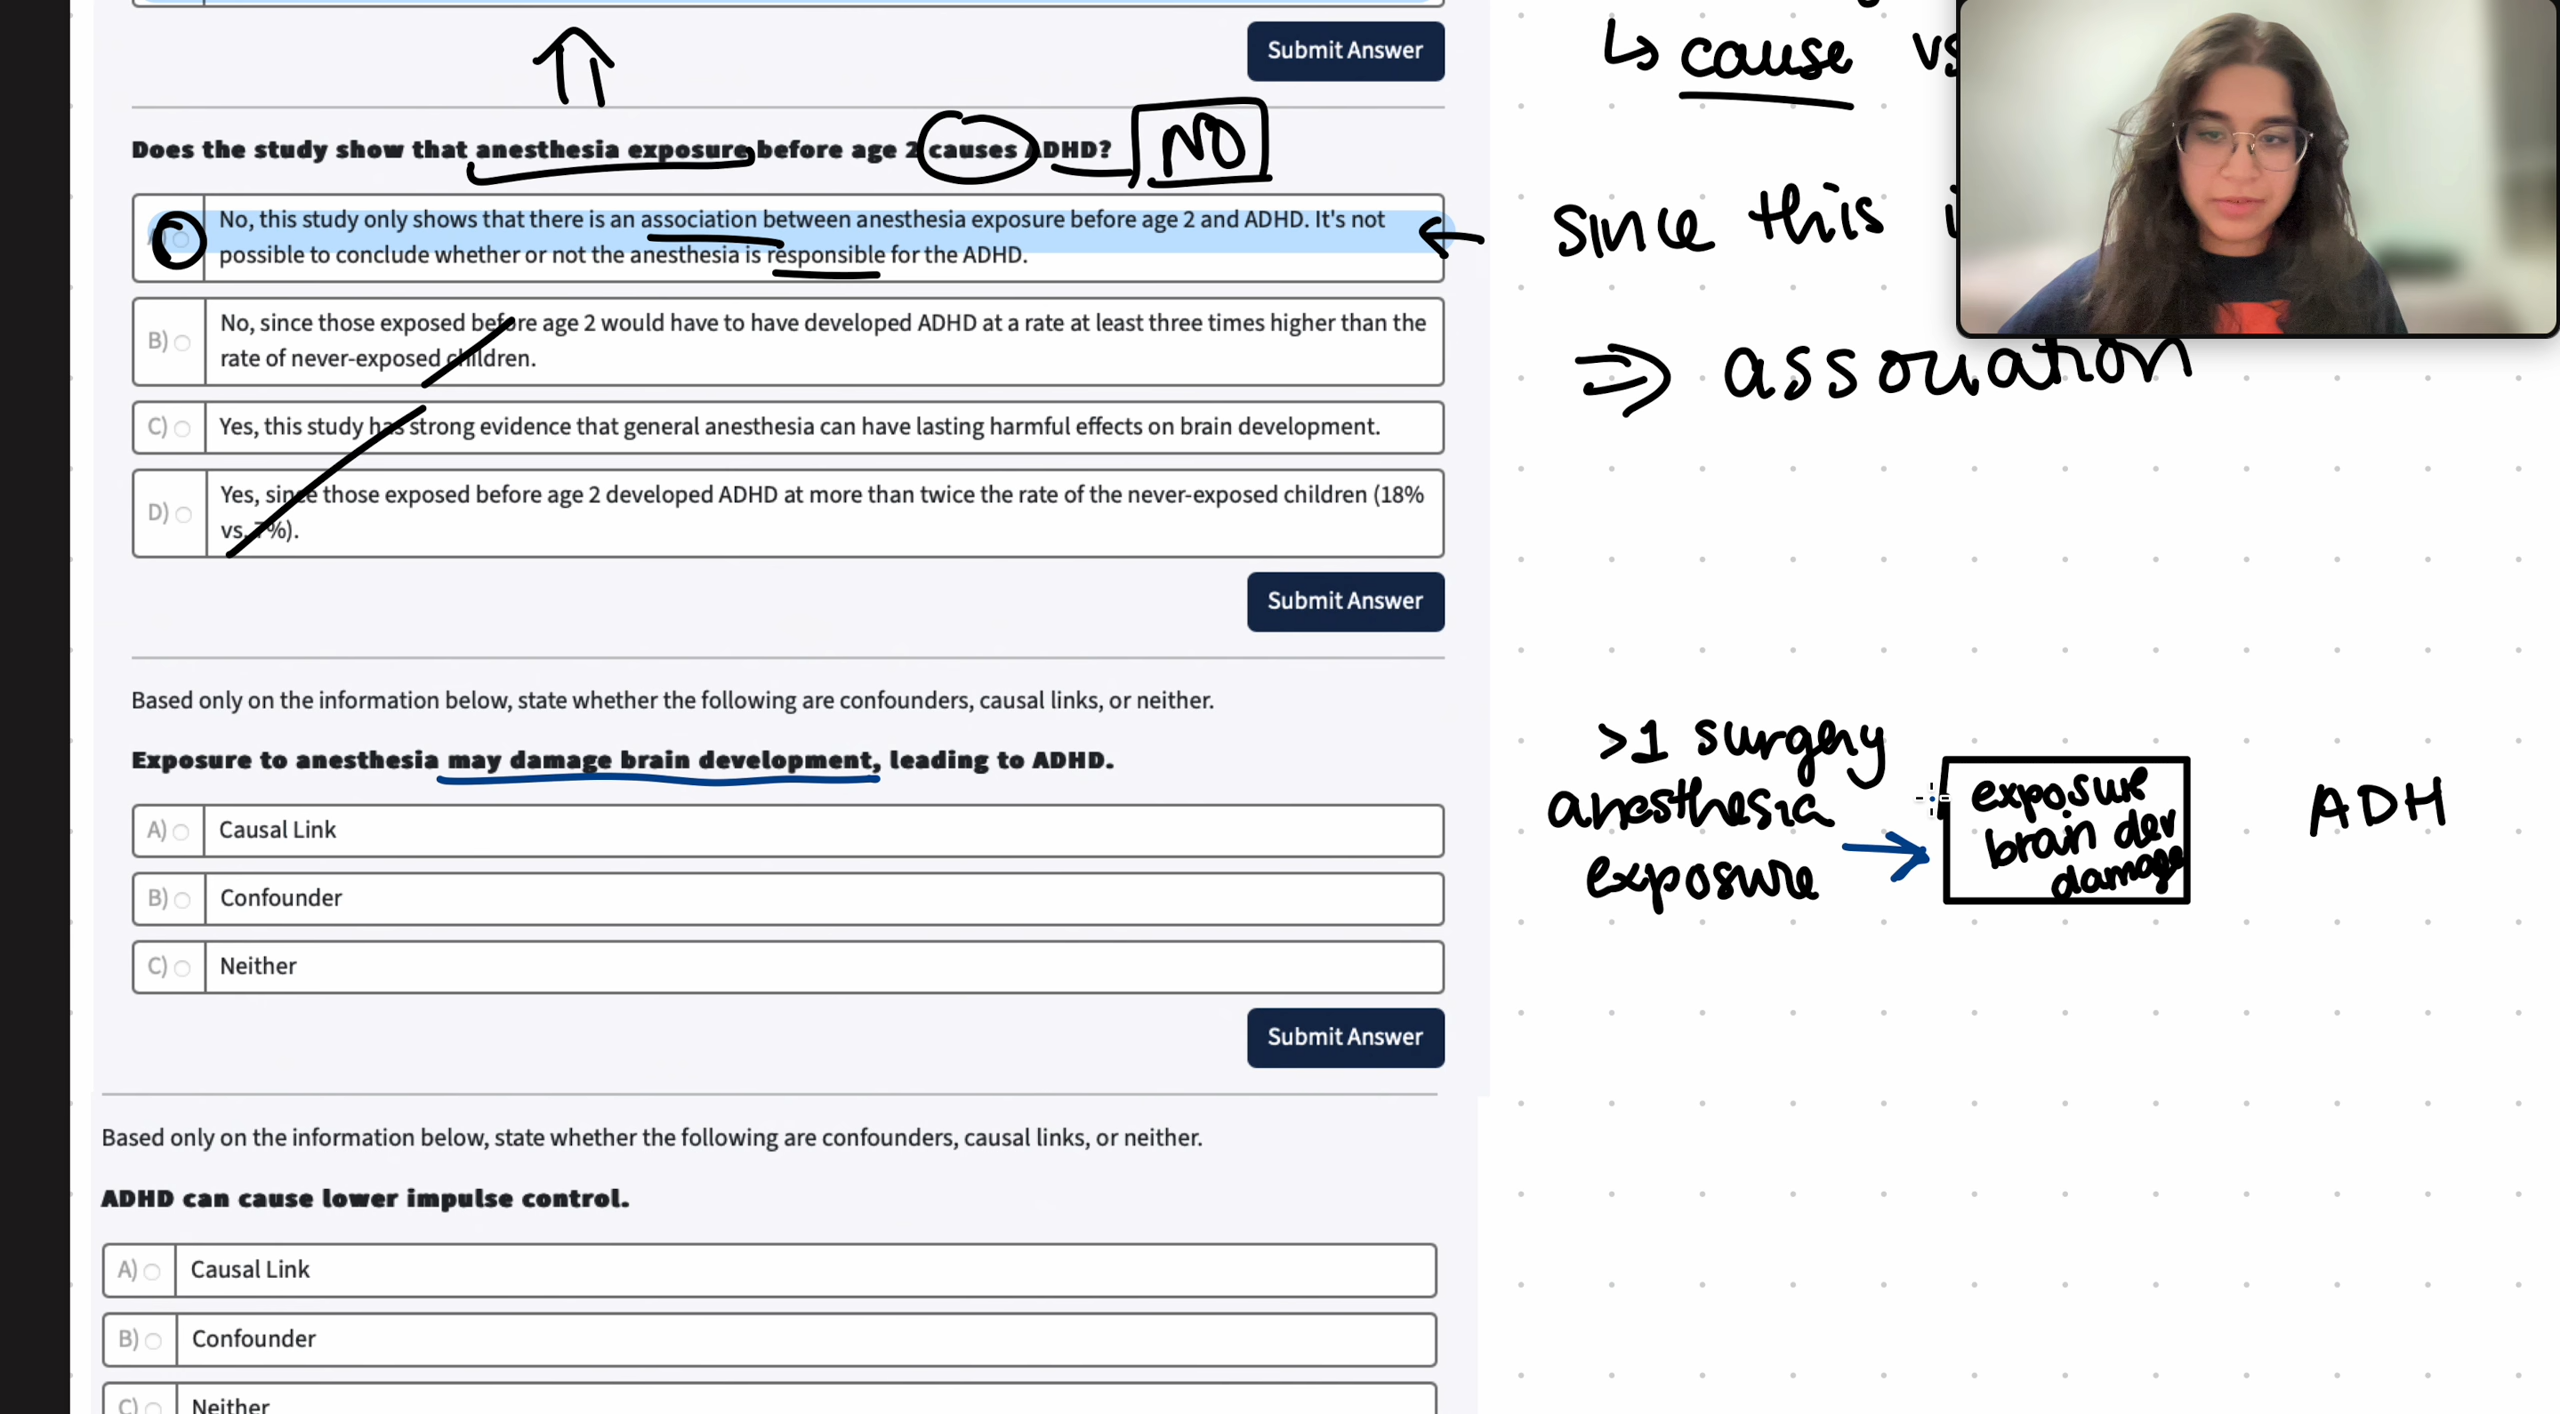 Submit Answer
Does the study show that anesthesia exposure before age 2 causes ADHD? NO
No, this study only shows that there is an association between anesthesia exposure before age 2 and ADHD. It's not
possible to conclude whether or not the anesthesia is responsible for the ADHD.
B) No, since those exposed before age 2 would have to have developed ADHD at a rate at least three times higher than the
rate of never-exposed children.
C) Yes, this study has strong evidence that general anesthesia can have lasting harmful effects on brain development.
D) Yes, since those exposed before age 2 developed ADHD at more than twice the rate of the never-exposed children (18%
vs. 7%).
Submit Answer
Based only on the information below, state whether the following are confounders, causal links, or neither.
Exposure to anesthesia may damage brain development, leading to ADHD.
A) Causal Link
B) Confounder
C) Neither
Submit Answer
Based only on the information below, state whether the following are confounders, causal links, or neither.
ADHD can cause lower impulse control.
A) Causal Link
B) Confounder
C) Neither
↳ cause vs
since this
⇒ association
>1 surgery
anesthesia
exposure →
exposure
brain dev
damage
ADH